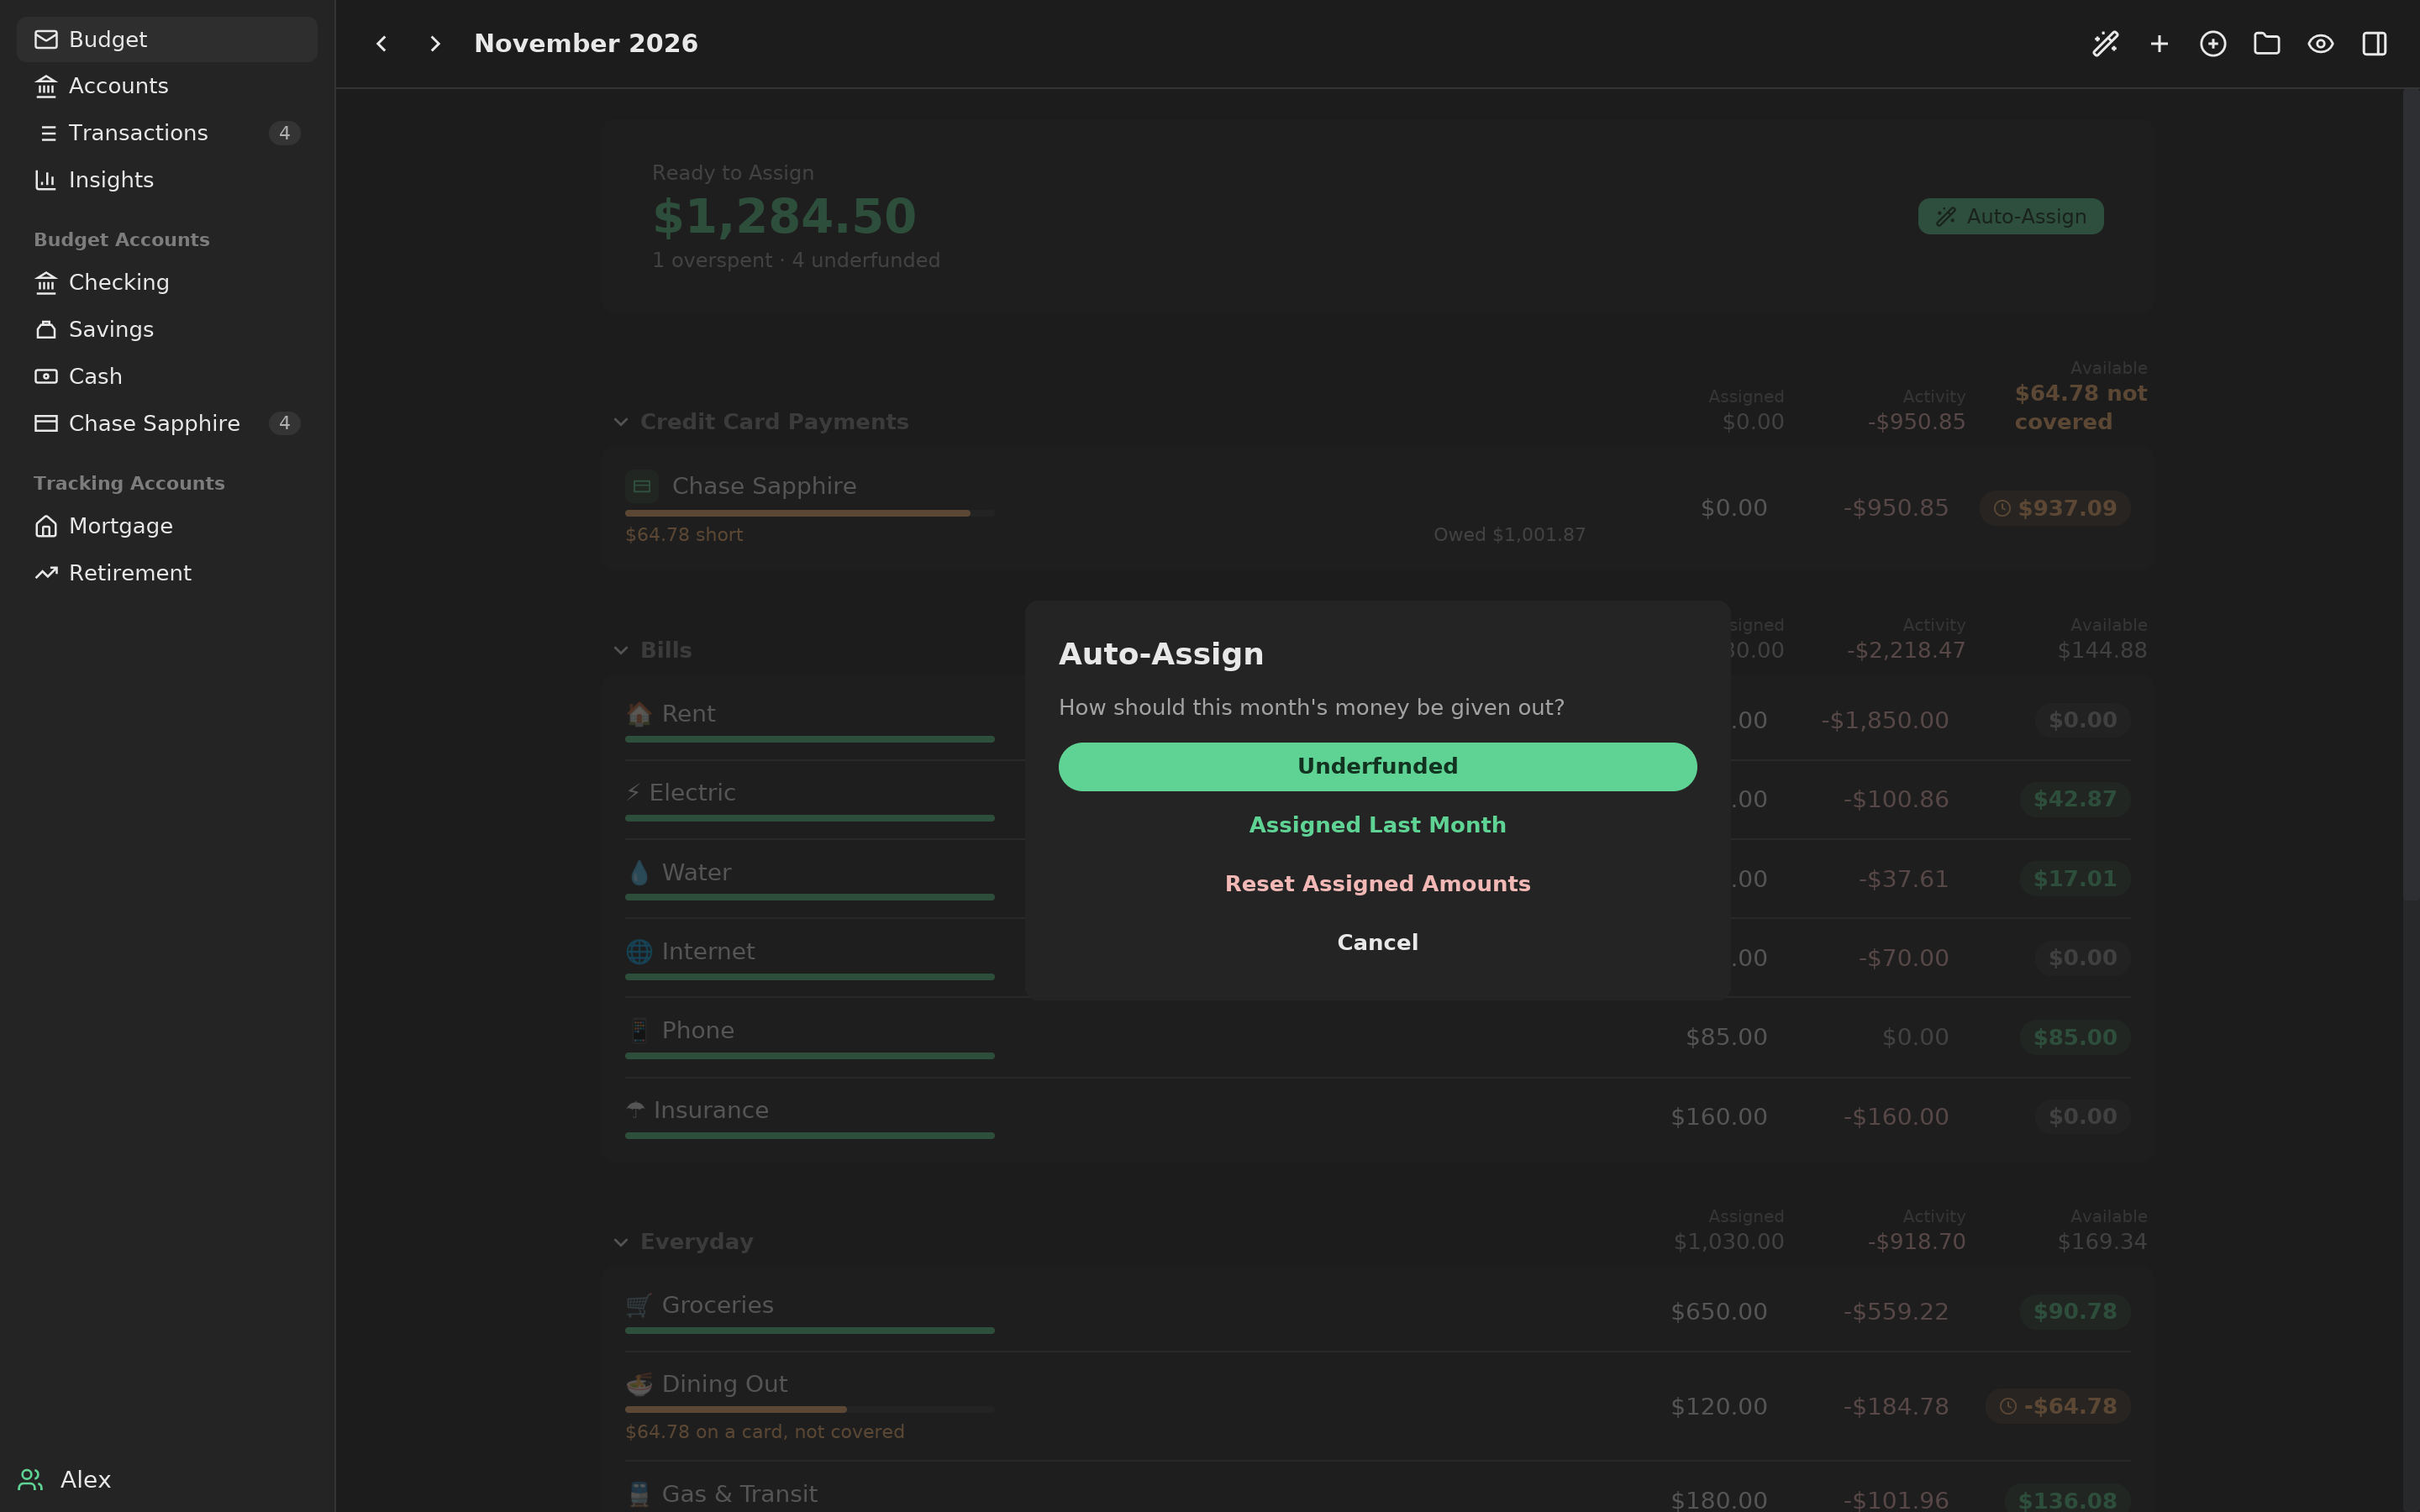 Budget
Accounts
Transactions 4
Insights
Budget Accounts
Checking
Savings
Cash
Chase Sapphire 4
Tracking Accounts
Mortgage
Retirement
Alex
November 2026
Ready to Assign
$1,284.50
1 overspent · 4 underfunded
Auto-Assign
Credit Card Payments
Assigned
$0.00
Activity
-$950.85
Available
$64.78 not
covered
Chase Sapphire
$64.78 short
Owed $1,001.87
$0.00 -$950.85 $937.09
Bills
signed
0.00
Activity
-$2,218.47
Available
$144.88
Rent .00 -$1,850.00 $0.00
Electric .00 -$100.86 $42.87
Water .00 -$37.61 $17.01
Internet .00 -$70.00 $0.00
Phone $85.00 $0.00 $85.00
Insurance $160.00 -$160.00 $0.00
Auto-Assign
How should this month's money be given out?
Underfunded
Assigned Last Month
Reset Assigned Amounts
Cancel
Everyday
Assigned
$1,030.00
Activity
-$918.70
Available
$169.34
Groceries $650.00 -$559.22 $90.78
Dining Out $120.00 -$184.78 -$64.78
$64.78 on a card, not covered
Gas & Transit $180.00 -$101.96 $136.08